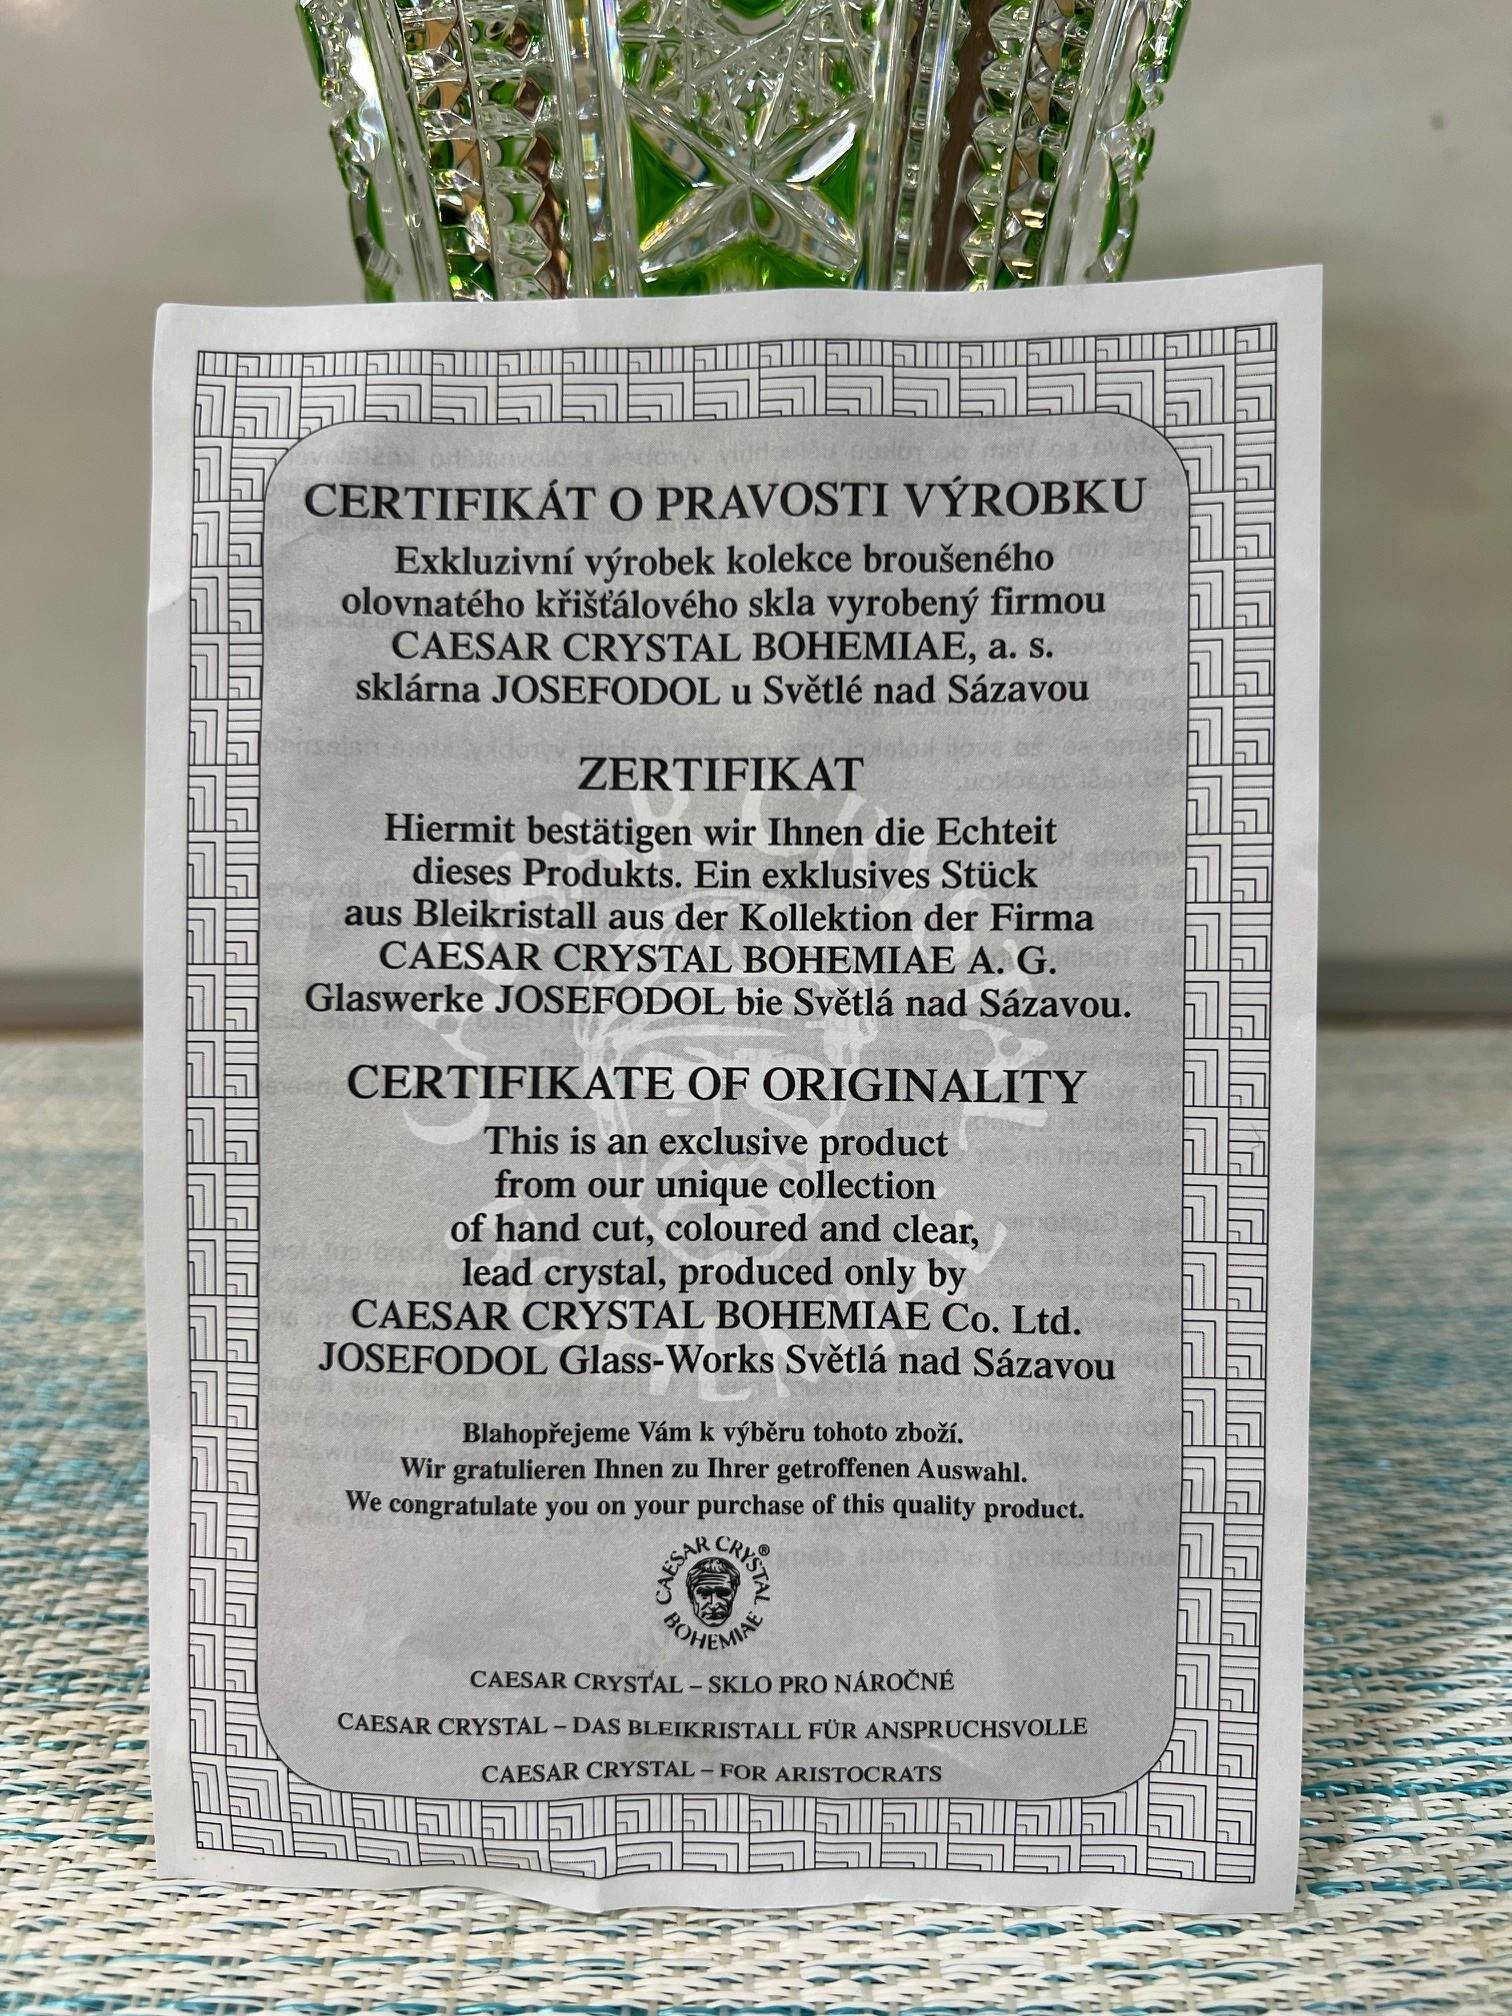 CERTIFIKÁT O PRAVOSTI VÝROBKU
Exkluzivní výrobek kolekce broušeného
olovnatého křišťálového skla vyrobený firmou
CAESAR CRYSTAL BOHEMIAE, a. s.
sklárna JOSEFODOL u Světlé nad Sázavou
ZERTIFIKAT
Hiermit bestätigen wir Ihnen die Echteit
dieses Produkts. Ein exklusives Stück
aus Bleikristall aus der Kollektion der Firma
CAESAR CRYSTAL BOHEMIAE A. G.
Glaswerke JOSEFODOL bie Světlá nad Sázavou.
CERTIFIKATE OF ORIGINALITY
This is an exclusive product
from our unique collection
of hand cut, coloured and clear,
lead crystal, produced only by
CAESAR CRYSTAL BOHEMIAE Co. Ltd.
JOSEFODOL Glass-Works Světlá nad Sázavou
Blahopřejeme Vám k výběru tohoto zboží.
Wir gratulieren Ihnen zu Ihrer getroffenen Auswahl.
We congratulate you on your purchase of this quality product.
CAESAR CRYSTAL ®
BOHEMIAE
CAESAR CRYSTAL – SKLO PRO NÁROČNÉ
CAESAR CRYSTAL – DAS BLEIKRISTALL FÜR ANSPRUCHSVOLLE
CAESAR CRYSTAL – FOR ARISTOCRATS